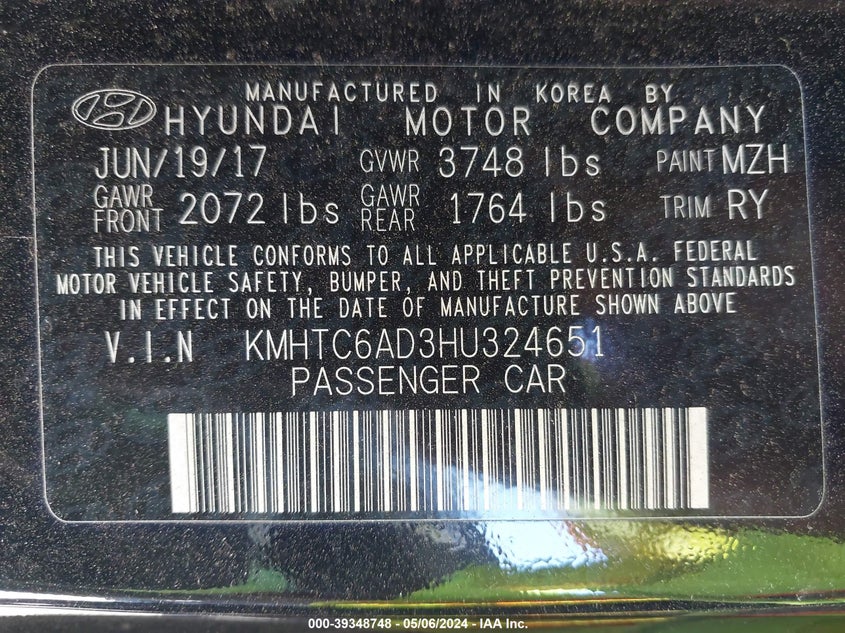 MANUFACTURED IN KOREA BY
HYUNDAI MOTOR COMPANY
JUN/19/17 GVWR 3748 lbs PAINT MZH
GAWR FRONT 2072 lbs GAWR REAR 1764 lbs TRIM RY
THIS VEHICLE CONFORMS TO ALL APPLICABLE U.S.A. FEDERAL
MOTOR VEHICLE SAFETY, BUMPER, AND THEFT PREVENTION STANDARDS
IN EFFECT ON THE DATE OF MANUFACTURE SHOWN ABOVE
V.I.N KMHTC6AD3HU324651
PASSENGER CAR
000-39348748 - 05/06/2024 - IAA Inc.